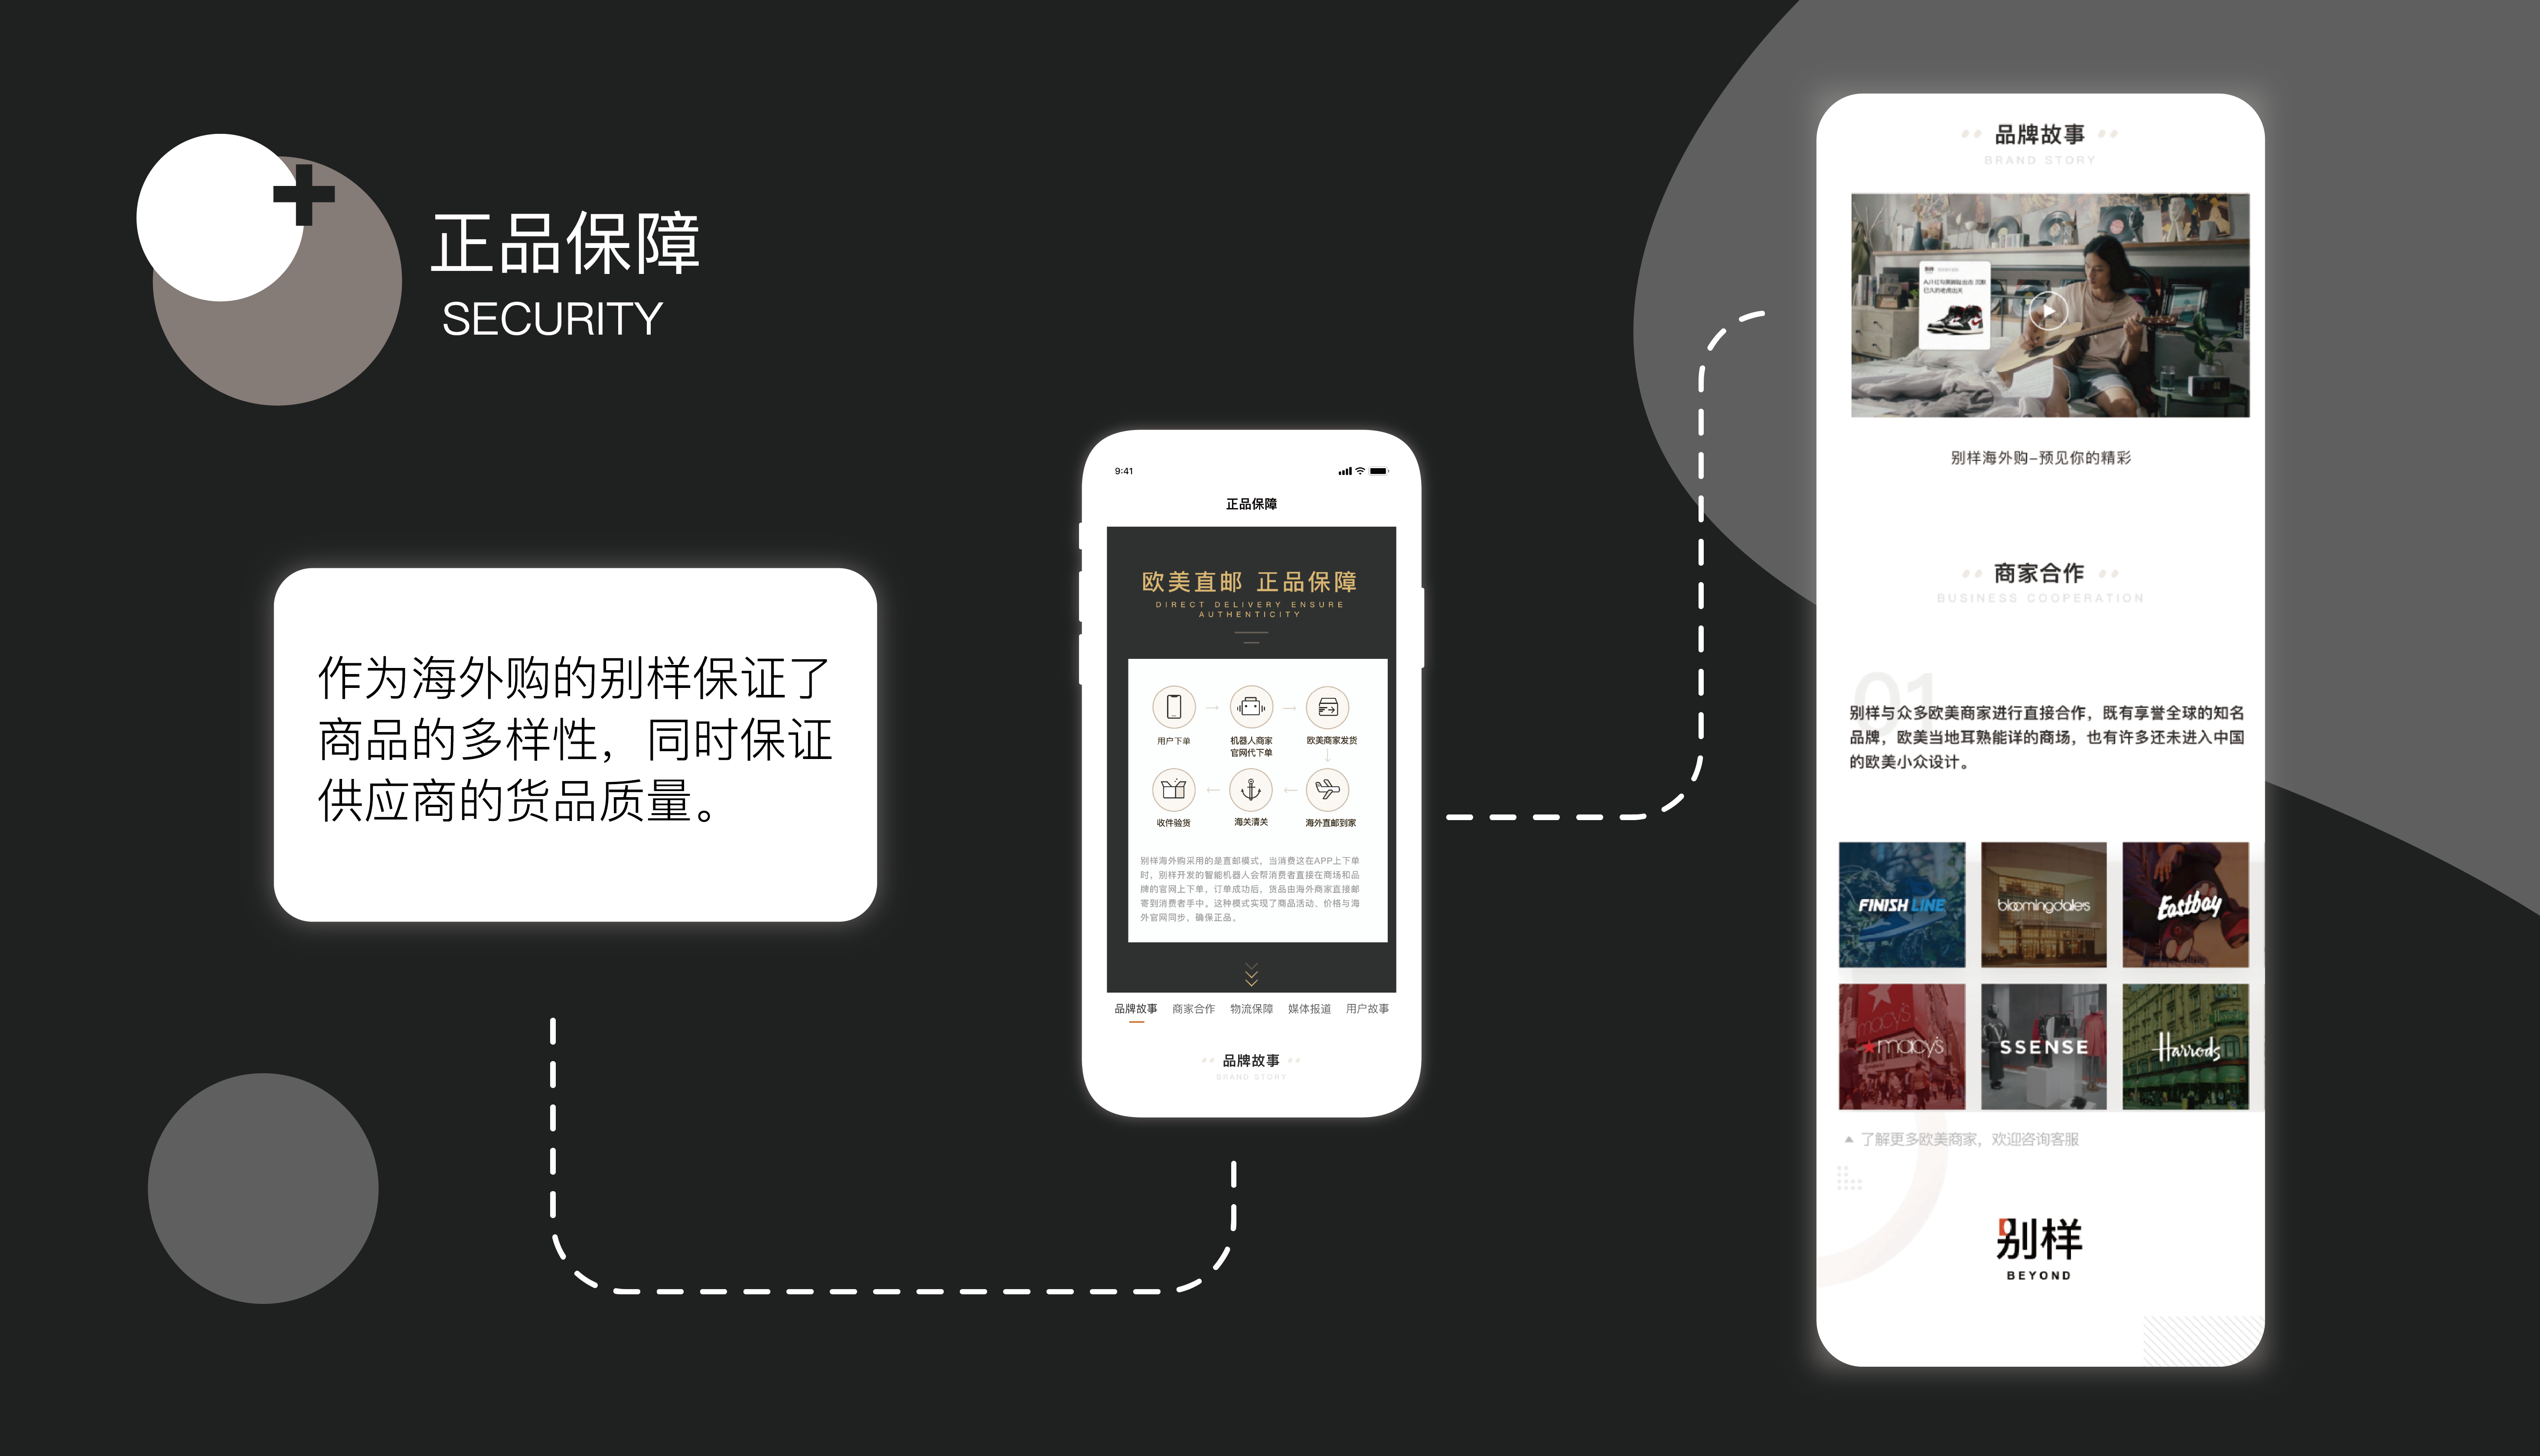 正品保障
SECURITY
作为海外购的别样保证了
商品的多样性，同时保证
供应商的货品质量。
9:41
正品保障
欧美直邮 正品保障
DIRECT DELIVERY ENSURE
AUTHENTICITY
用户下单
机器人商家
官网代下单
欧美商家发货
收件验货
海关清关
海外直邮到家
别样海外购采用的是直邮模式，当消费这在APP上下单
时，别样开发的智能机器人会帮消费者直接在商场和品
牌的官网上下单，订单成功后，货品由海外商家直接邮
寄到消费者手中。这种模式实现了商品活动、价格与海
外官网同步，确保正品。
品牌故事 商家合作 物流保障 媒体报道 用户故事
品牌故事
BRAND STORY
品牌故事
BRAND STORY
别样海外购-预见你的精彩
商家合作
BUSINESS COOPERATION
01
别样与众多欧美商家进行直接合作，既有享誉全球的知名
品牌，欧美当地耳熟能详的商场，也有许多还未进入中国
的欧美小众设计。
FINISH LINE
bloomingdales
Eastbay
macy's
macy's
SSENSE
Harrods
了解更多欧美商家，欢迎咨询客服
别样
BEYOND